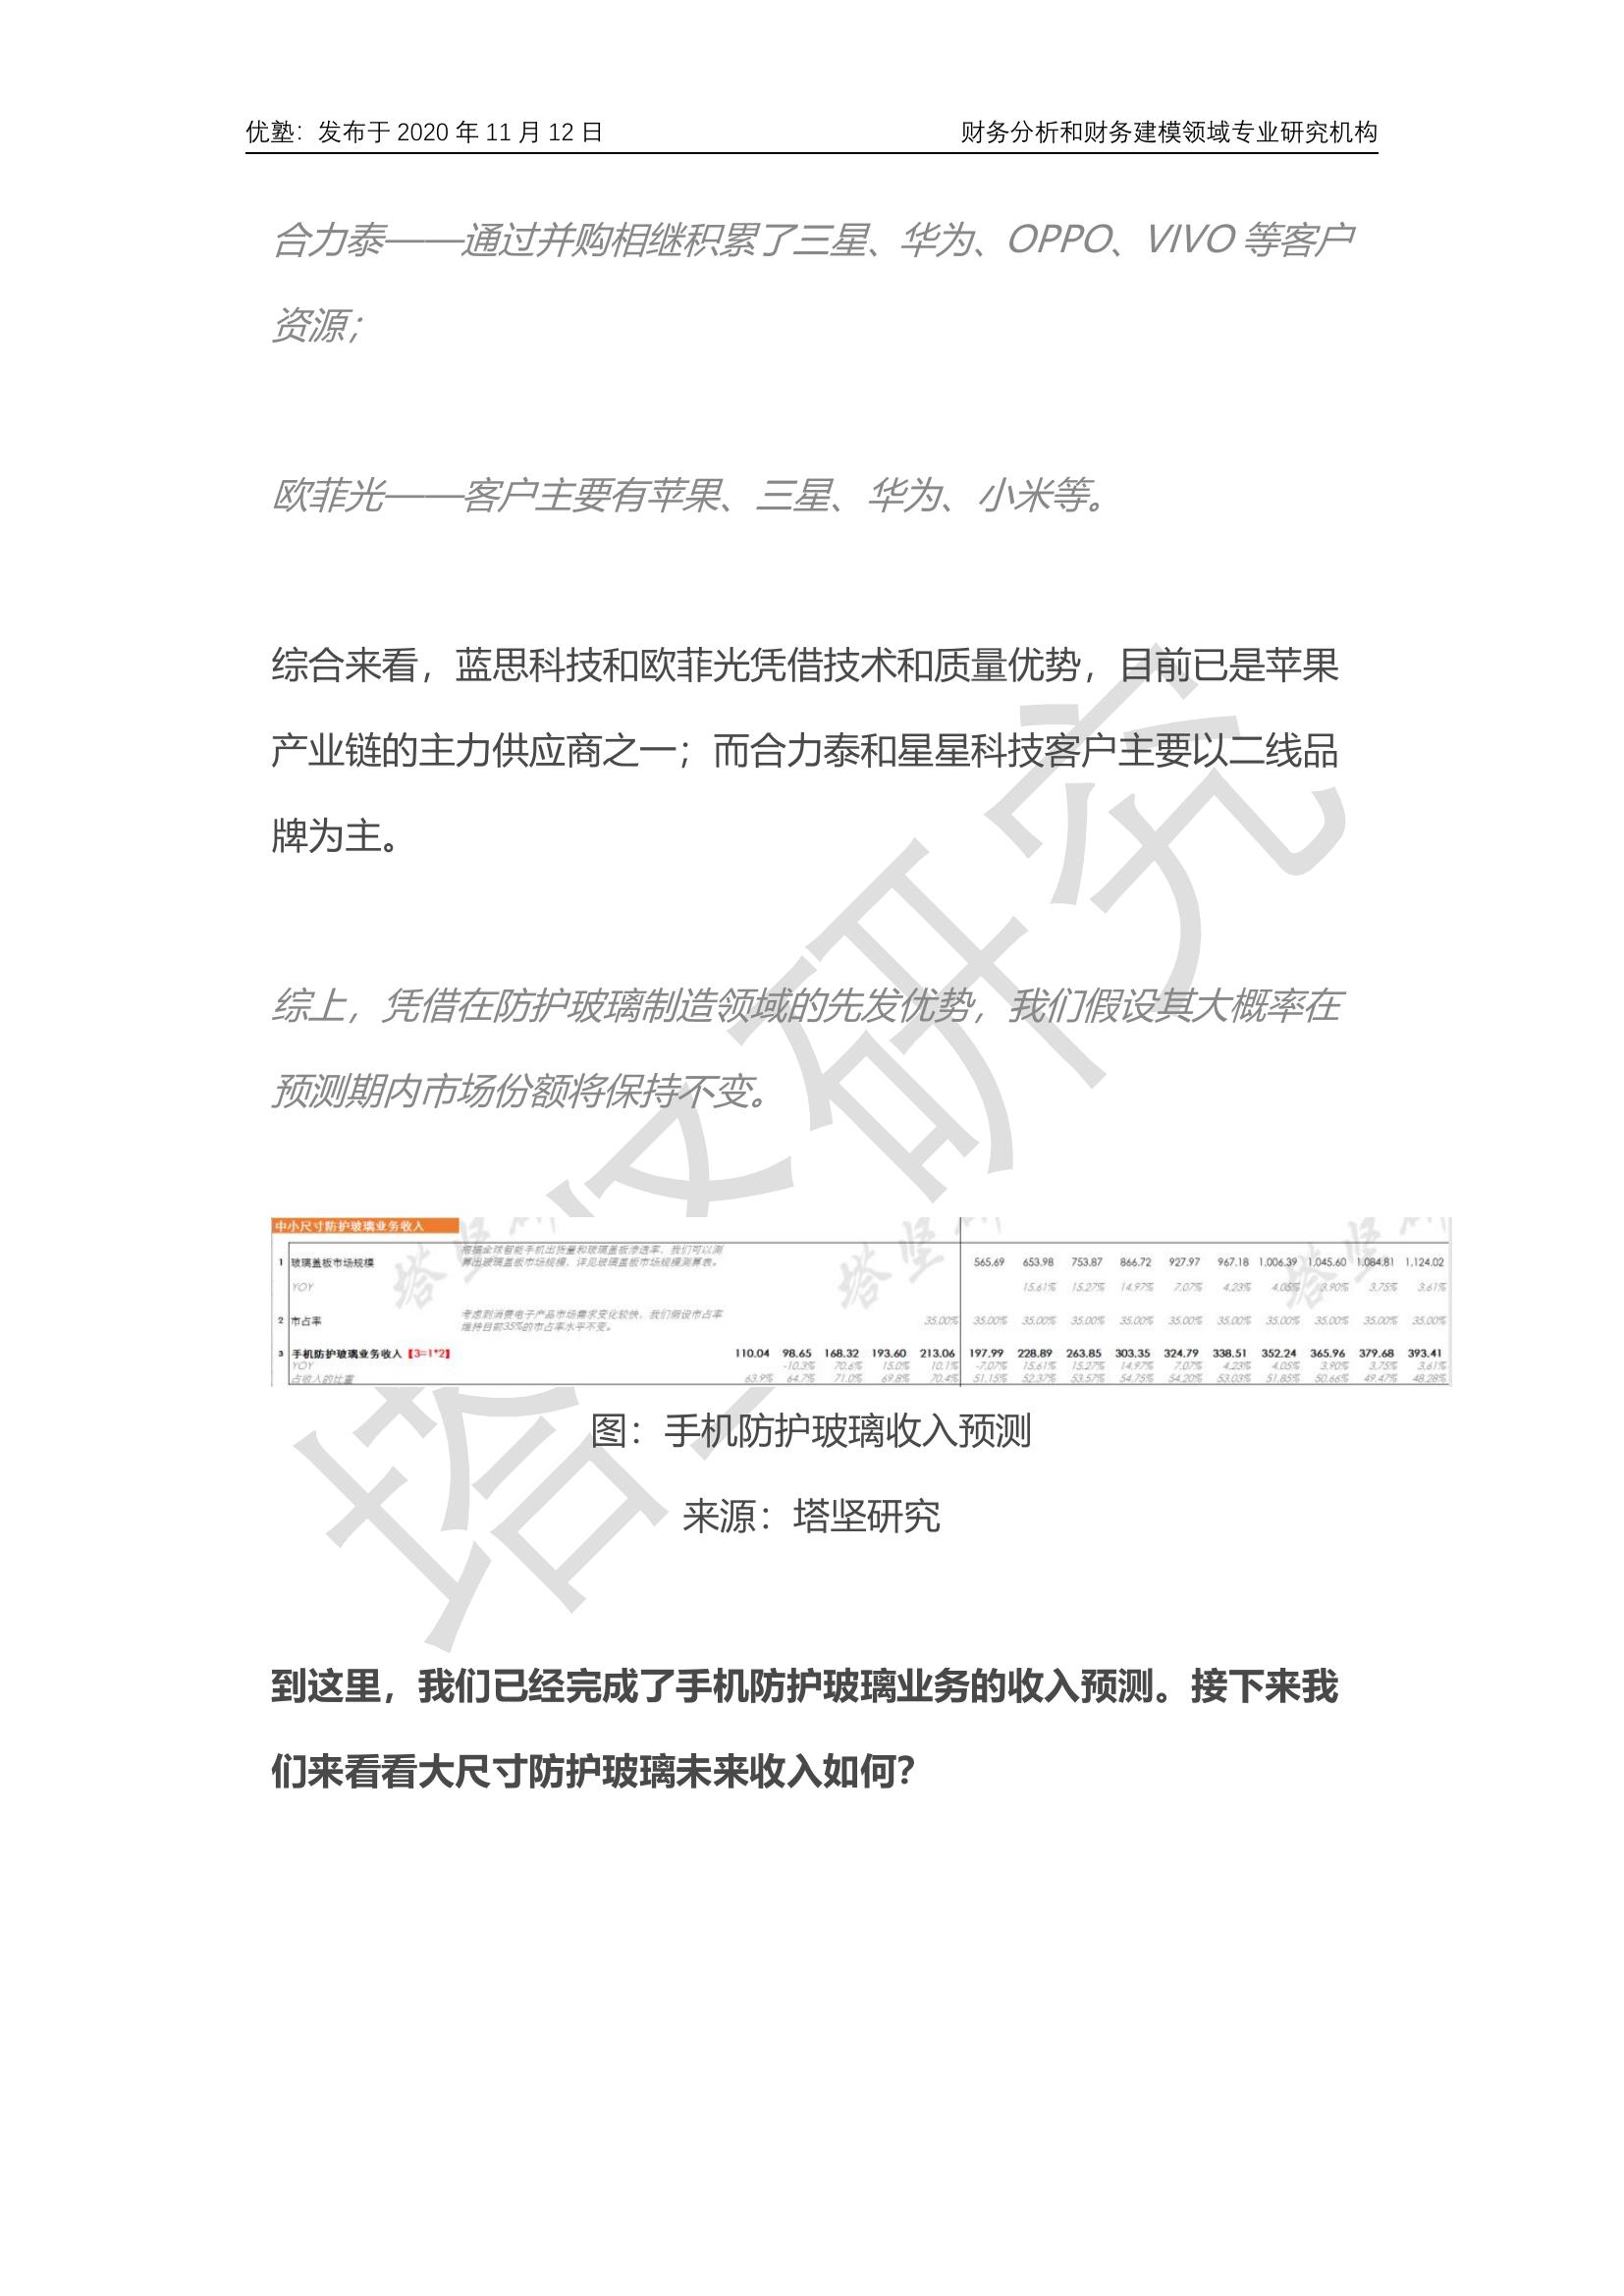 优塾：发布于 2020 年 11 月 12 日 财务分析和财务建模领域专业研究机构
合力泰——通过并购相继积累了三星、华为、OPPO、VIVO 等客户
资源；
欧菲光——客户主要有苹果、三星、华为、小米等。
综合来看，蓝思科技和欧菲光凭借技术和质量优势，目前已是苹果
产业链的主力供应商之一；而合力泰和星星科技客户主要以二线品
牌为主。
综上，凭借在防护玻璃制造领域的先发优势，我们假设其大概率在
预测期内市场份额将保持不变。
中小尺寸防护玻璃业务收入
根据全球智能手机出货量和玻璃盖板渗透率，我们可以测
1 玻璃盖板市场规模 算出玻璃盖板市场规模，详见玻璃盖板市场规模测算表。 565.69 653.98 753.87 866.72 927.97 967.18 1,006.39 1,045.60 1,084.81 1,124.02
YOY 15.61% 15.27% 14.97% 7.07% 4.23% 4.05% 3.90% 3.75% 3.61%
考虑到消费电子产品市场需求变化较快，我们假设市占率
2 市占率 维持目前35%的市占率水平不变。 35.00% 35.00% 35.00% 35.00% 35.00% 35.00% 35.00% 35.00% 35.00% 35.00% 35.00%
3 手机防护玻璃业务收入【3=1*2】 110.04 98.65 168.32 193.60 213.06 197.99 228.89 263.85 303.35 324.79 338.51 352.24 365.96 379.68 393.41
YOY -10.3% 70.6% 15.0% 10.1% -7.07% 15.61% 15.27% 14.97% 7.07% 4.23% 4.05% 3.90% 3.75% 3.61%
占收入的比重 63.9% 64.7% 71.0% 69.8% 70.4% 51.15% 52.37% 53.57% 54.75% 54.20% 53.03% 51.85% 50.66% 49.47% 48.28%
图：手机防护玻璃收入预测
来源：塔坚研究
到这里，我们已经完成了手机防护玻璃业务的收入预测。接下来我
们来看看大尺寸防护玻璃未来收入如何？
塔坚研究